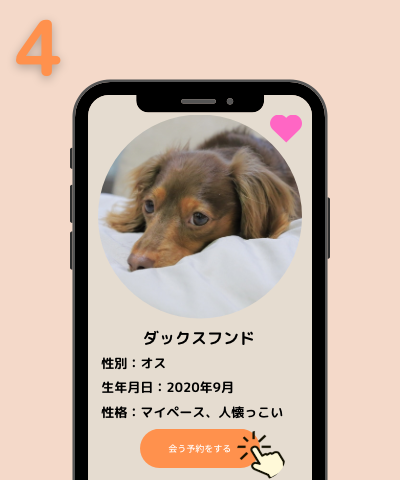 4
ダックスフンド
性別：オス
生年月日：2020年9月
性格：マイペース、人懐っこい
会う予約をする